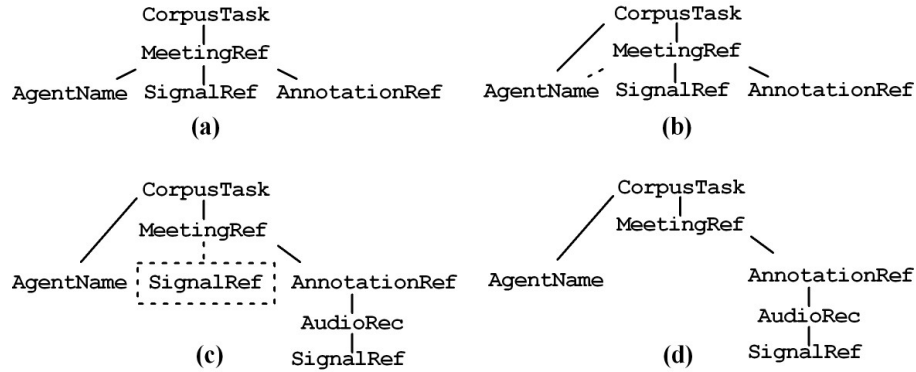 CorpusTask
MeetingRef
AgentName SignalRef AnnotationRef
(a)
CorpusTask
MeetingRef
AgentName SignalRef AnnotationRef
(b)
CorpusTask
MeetingRef
AgentName SignalRef AnnotationRef
AudioRec
SignalRef
(c)
CorpusTask
MeetingRef
AgentName AnnotationRef
AudioRec
SignalRef
(d)